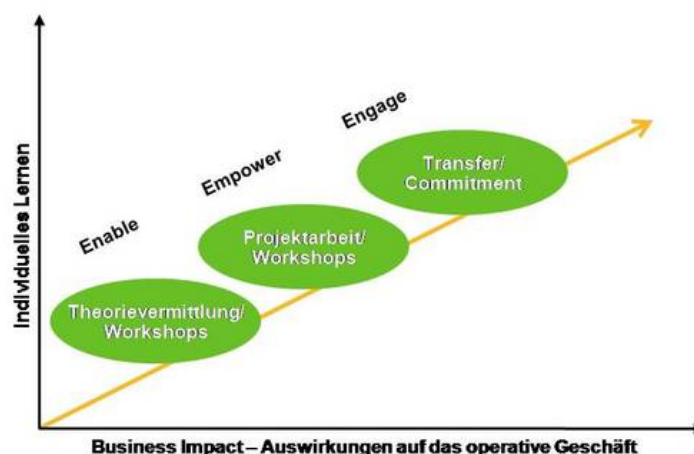 Engage
Transfer/
Commitment
Empower
Projektarbeit/
Workshops
Enable
Theorievermittlung/
Workshops
Individuelles Lernen
Business Impact – Auswirkungen auf das operative Geschäft